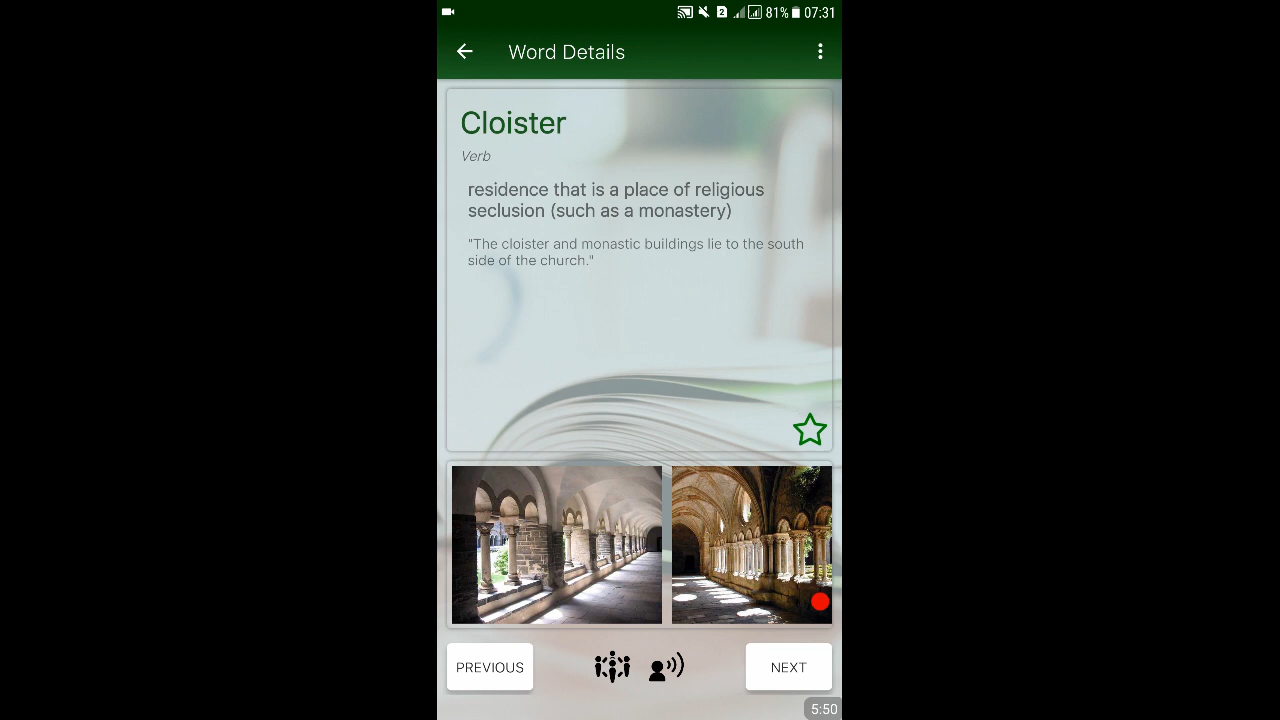 2 81% 07:31
Word Details
Cloister
Verb
residence that is a place of religious
seclusion (such as a monastery)
"The cloister and monastic buildings lie to the south
side of the church."
PREVIOUS NEXT
5:50